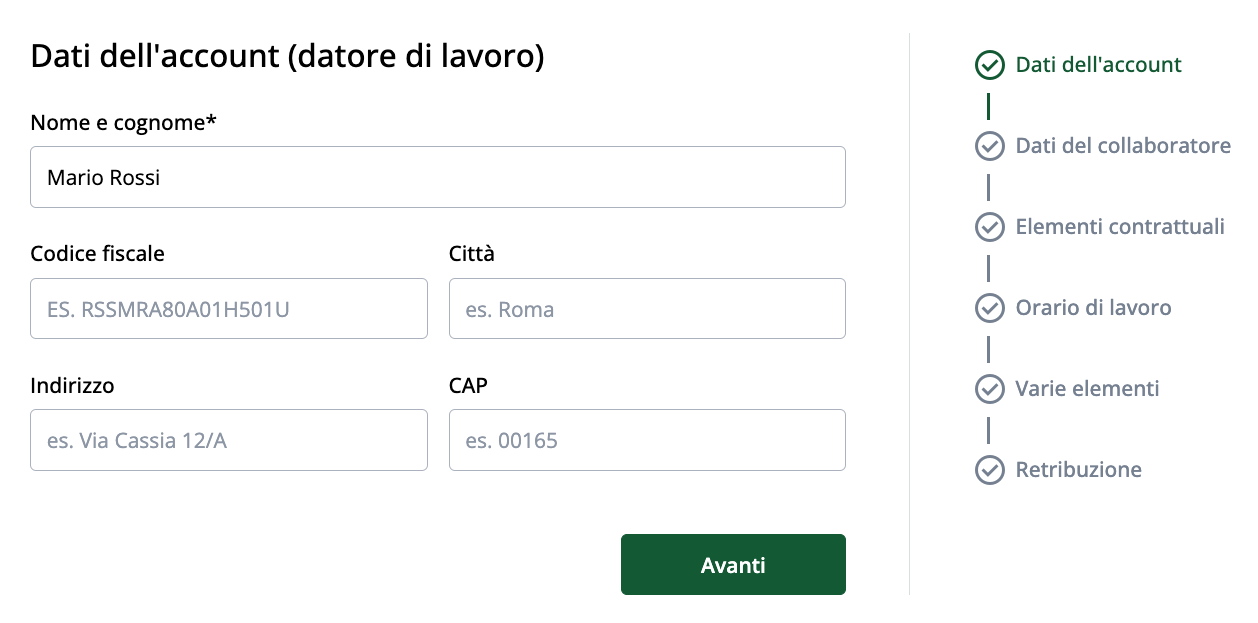 Dati dell'account (datore di lavoro)
Nome e cognome*
Mario Rossi
Codice fiscale
Città
ES. RSSMRA80A01H501U
es. Roma
Indirizzo
CAP
es. Via Cassia 12/A
es. 00165
Avanti
Dati dell'account
Dati del collaboratore
Elementi contrattuali
Orario di lavoro
Varie elementi
Retribuzione